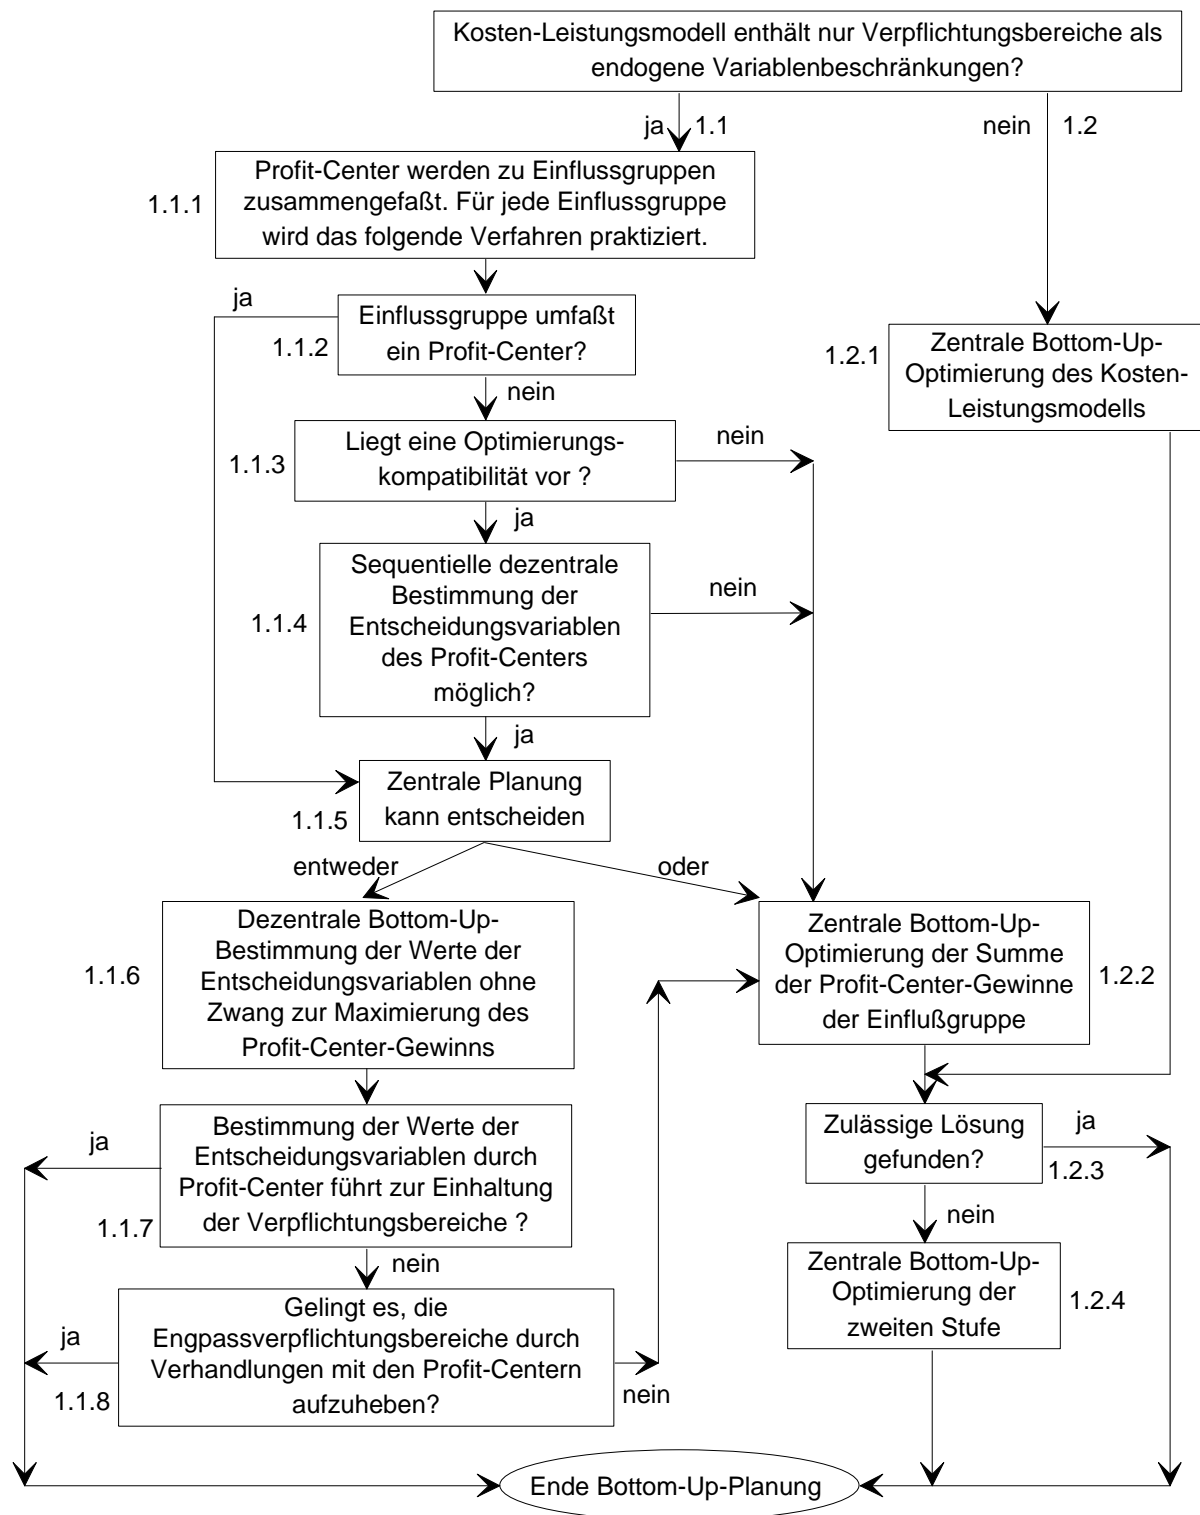 Kosten-Leistungsmodell enthält nur Verpflichtungsbereiche als
endogene Variablenbeschränkungen?
ja
1.1
nein
1.2
1.1.1
Profit-Center werden zu Einflussgruppen
zusammengefaßt. Für jede Einflussgruppe
wird das folgende Verfahren praktiziert.
ja
1.1.2
Einflussgruppe umfaßt
ein Profit-Center?
nein
1.2.1
Zentrale Bottom-Up-
Optimierung des Kosten-
Leistungsmodells
1.1.3
Liegt eine Optimierungs-
kompatibilität vor ?
nein
ja
1.1.4
Sequentielle dezentrale
Bestimmung der
Entscheidungsvariablen
des Profit-Centers
möglich?
nein
ja
1.1.5
Zentrale Planung
kann entscheiden
entweder
oder
1.1.6
Dezentrale Bottom-Up-
Bestimmung der Werte der
Entscheidungsvariablen ohne
Zwang zur Maximierung des
Profit-Center-Gewinns
Zentrale Bottom-Up-
Optimierung der Summe
der Profit-Center-Gewinne
der Einflußgruppe
1.2.2
ja
1.1.7
Bestimmung der Werte der
Entscheidungsvariablen durch
Profit-Center führt zur Einhaltung
der Verpflichtungsbereiche ?
nein
Zulässige Lösung
gefunden?
ja
1.2.3
nein
Zentrale Bottom-Up-
Optimierung der
zweiten Stufe
1.2.4
ja
1.1.8
Gelingt es, die
Engpassverpflichtungsbereiche durch
Verhandlungen mit den Profit-Centern
aufzuheben?
nein
Ende Bottom-Up-Planung